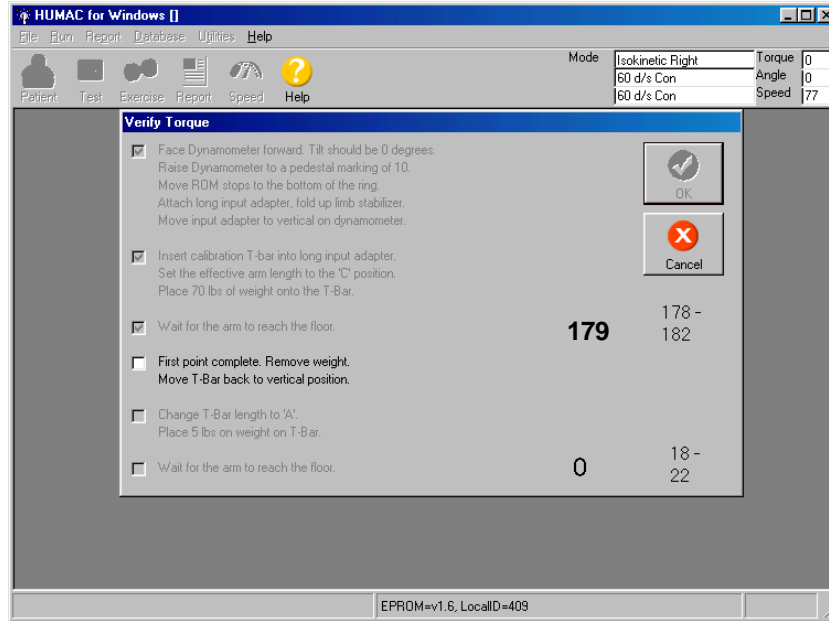 HUMAC for Windows []
File Run Report Database Utilities Help
Patient Test Exercise Report Speed Help
Mode
Isokinetic Right
60 d/s Con
60 d/s Con
Torque 0
Angle 0
Speed 77
Verify Torque
Face Dynamometer forward. Tilt should be 0 degrees.
Raise Dynamometer to a pedestal marking of 10.
Move ROM stops to the bottom of the ring.
Attach long input adapter, fold up limb stabilizer.
Move input adapter to vertical on dynamometer.
OK
Insert calibration T-bar into long input adapter.
Set the effective arm length to the 'C' position.
Place 70 lbs of weight onto the T-Bar.
Cancel
Wait for the arm to reach the floor.
179
178 -
182
First point complete. Remove weight.
Move T-Bar back to vertical position.
Change T-Bar length to 'A'.
Place 5 lbs on weight on T-Bar.
Wait for the arm to reach the floor.
0
18 -
22
EPROM=v1.6, LocalID=409